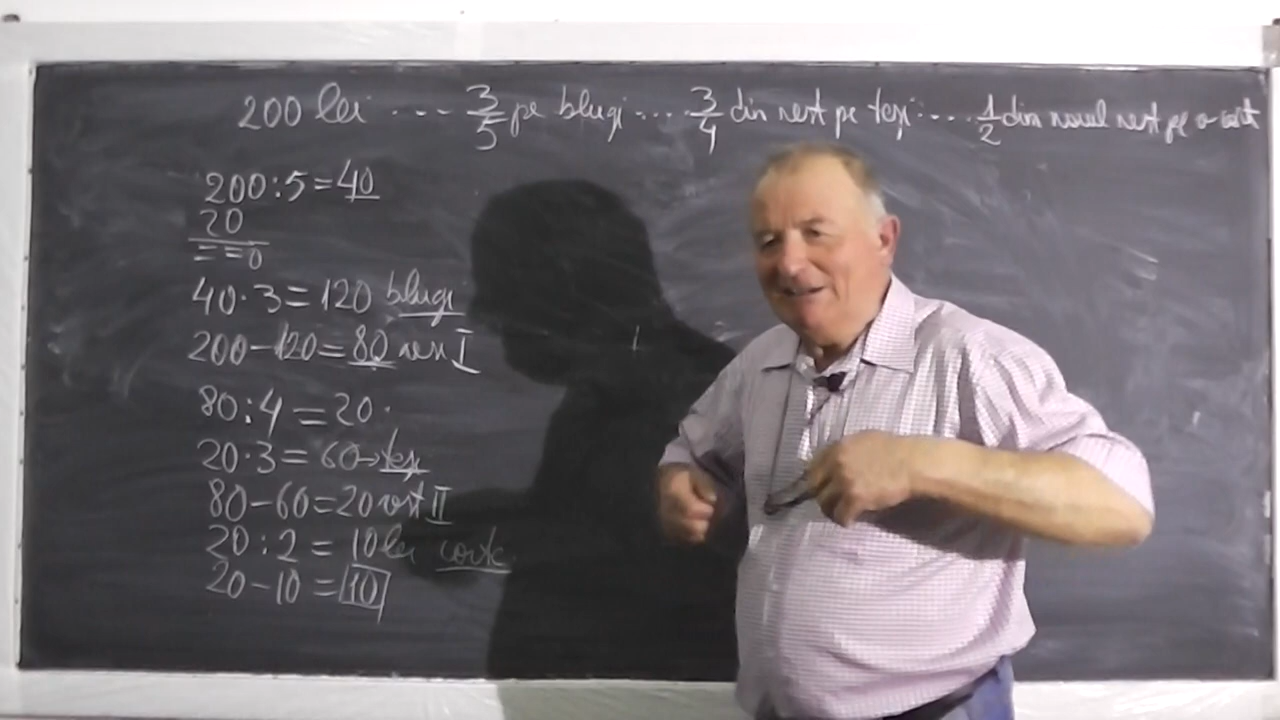 200 lei .... 3/5 pe blugi .... 3/4 din rest pe teși .... 1/2 din noul rest pe o carte
200:5=40
20
==0
40·3=120 blugi
200-120=80 rest I
80:4=20.
20·3=60→teși
80-60=20 rest II
20:2=10 lei carte
20-10=10